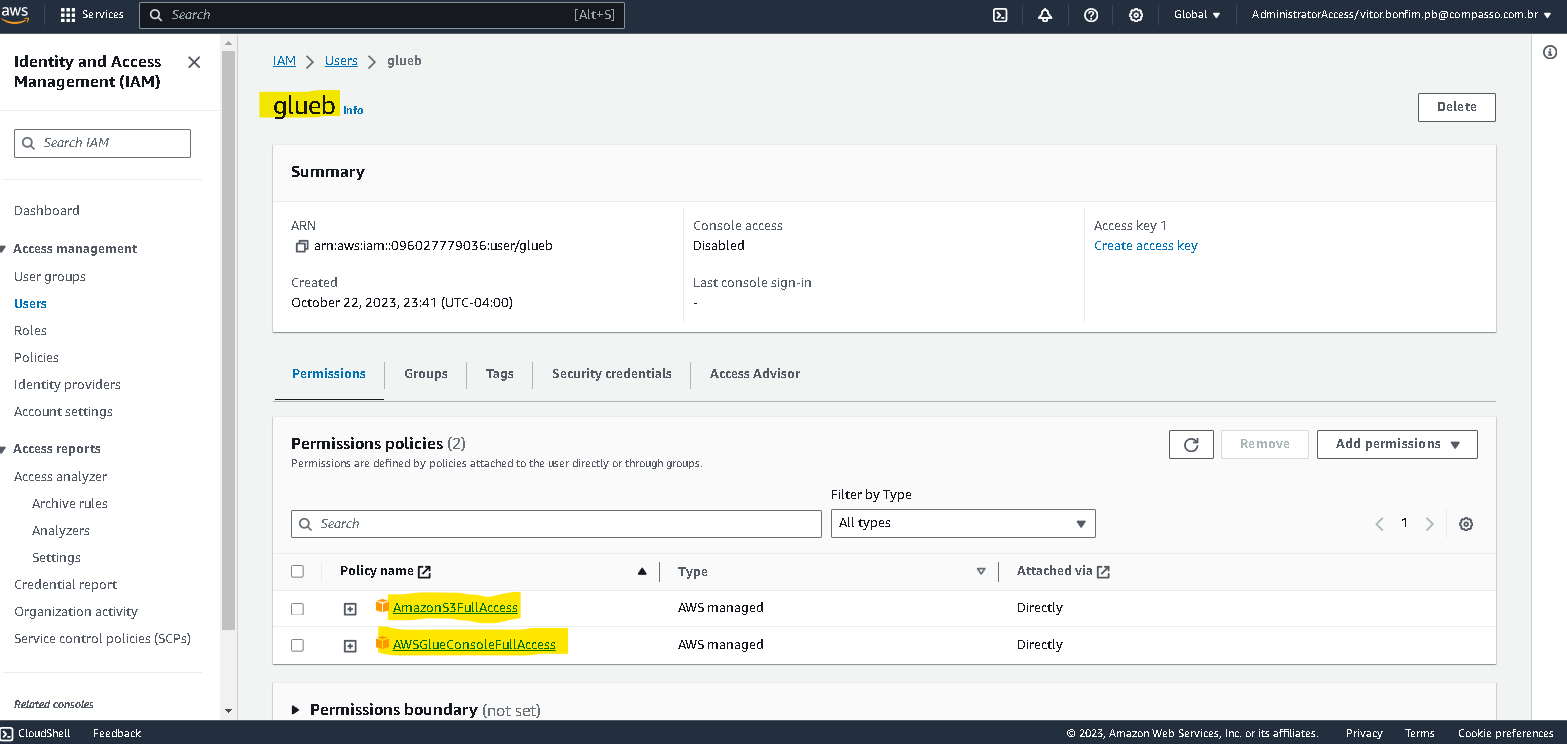 aws
Services
Search
[Alt+S]
Global
AdministratorAccess/vitor.bonfim.pb@compasso.com.br
Identity and Access
Management (IAM)
Search IAM
Dashboard
Access management
User groups
Users
Roles
Policies
Identity providers
Account settings
Access reports
Access analyzer
Archive rules
Analyzers
Settings
Credential report
Organization activity
Service control policies (SCPs)
Related consoles
IAM > Users > glueb
glueb Info
Delete
Summary
ARN
arn:aws:iam::096027779036:user/glueb
Created
October 22, 2023, 23:41 (UTC-04:00)
Console access
Disabled
Last console sign-in
-
Access key 1
Create access key
Permissions
Groups
Tags
Security credentials
Access Advisor
Permissions policies (2)
Permissions are defined by policies attached to the user directly or through groups.
Remove
Add permissions
Search
Filter by Type
All types
1
Policy name
Type
Attached via
AmazonS3FullAccess
AWS managed
Directly
AWSGlueConsoleFullAccess
AWS managed
Directly
Permissions boundary (not set)
CloudShell
Feedback
© 2023, Amazon Web Services, Inc. or its affiliates.
Privacy
Terms
Cookie preferences